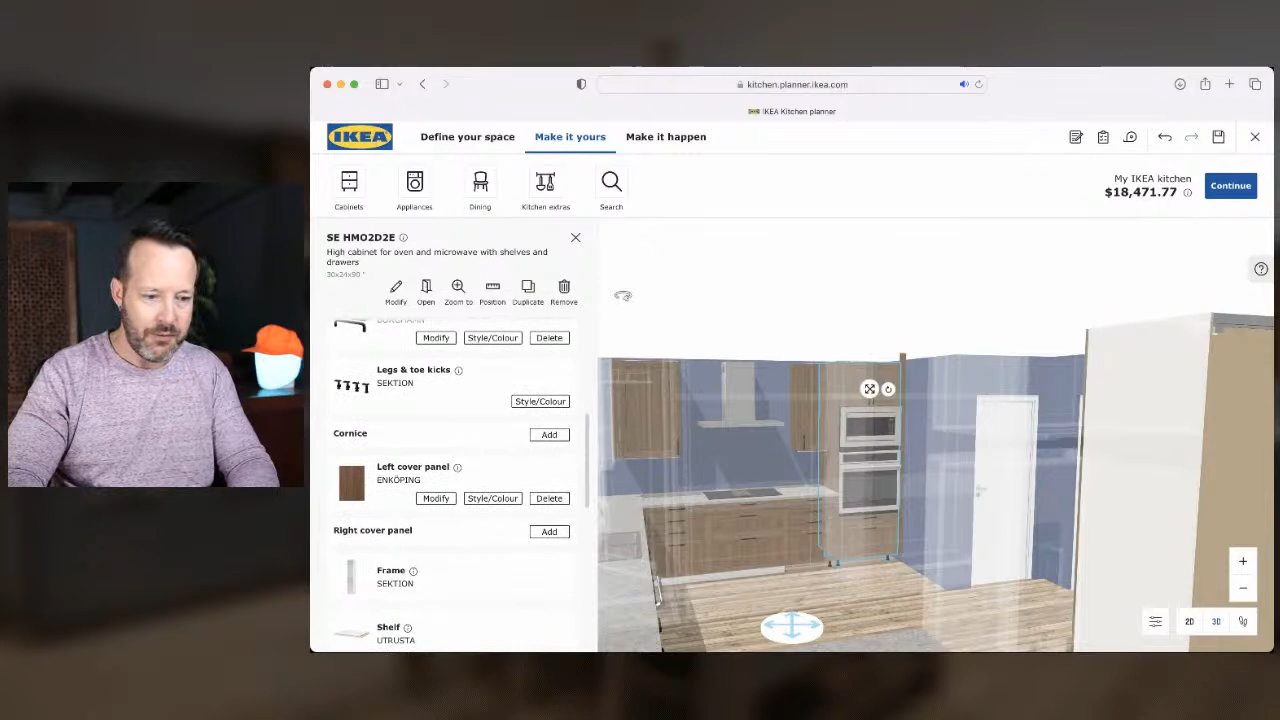 kitchen.planner.ikea.com
IKEA Kitchen planner
IKEA
Define your space
Make it yours
Make it happen
Cabinets
Appliances
Dining
Kitchen extras
Search
My IKEA kitchen
$18,471.77
Continue
SE HMO2D2E
High cabinet for oven and microwave with shelves and
drawers
30x24x90 "
Modify
Open
Zoom to
Position
Duplicate
Remove
Modify
Style/Colour
Delete
Legs & toe kicks
SEKTION
Style/Colour
Cornice
Add
Left cover panel
ENKÖPING
Modify
Style/Colour
Delete
Right cover panel
Add
Frame
SEKTION
Shelf
UTRUSTA
2D
3D